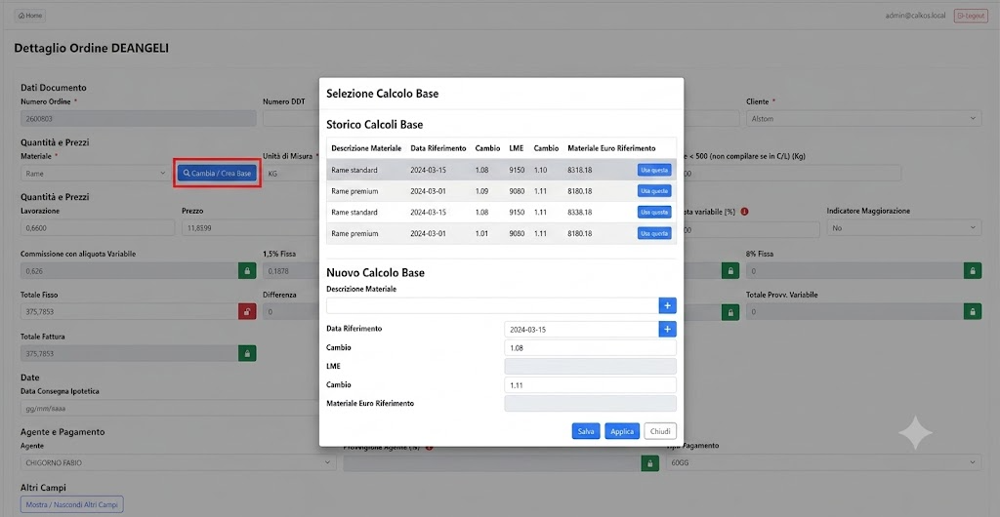 Home
admin@calkos.local
Logout
Dettaglio Ordine DEANGELI
Dati Documento
Numero Ordine *
Numero DDT
Cliente *
2600803
Alstom
Quantità e Prezzi
Materiale *
Unità di Misura *
< 500 (non compilare se in C/L) (Kg)
Rame
Cambia / Crea Base
KG
00
Quantità e Prezzi
Lavorazione
Prezzo
variabile [%]
Indicatore Maggiorazione
0,6600
11,8399
00
No
Commissione con aliquota Variabile
1,5% Fissa
8% Fissa
0,626
0,1878
0
Totale Fisso
Differenza
Totale Provv. Variabile
375,7853
0
0
Totale Fattura
375,7853
Date
Data Consegna Ipotetica
gg/mm/aaaa
Agente e Pagamento
Agente
Provvigione Agente [%]
Tipo Pagamento
CHIGORNO FABIO
60GG
Altri Campi
Mostra / Nascondi Altri Campi
Selezione Calcolo Base
Storico Calcoli Base
Descrizione Materiale Data Riferimento Cambio LME Cambio Materiale Euro Riferimento
Rame standard 2024-03-15 1.08 9150 1.10 8318.18 Usa questa
Rame premium 2024-03-01 1.09 9080 1.11 8180.18 Usa questa
Rame standard 2024-03-15 1.08 9150 1.11 8338.18 Usa questa
Rame premium 2024-03-01 1.01 9080 1.11 8180.18 Usa questa
Nuovo Calcolo Base
Descrizione Materiale
+
Data Riferimento
2024-03-15
+
Cambio
1.08
LME
Cambio
1.11
Materiale Euro Riferimento
Salva
Applica
Chiudi